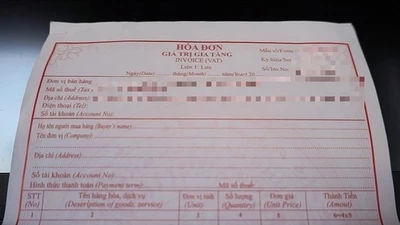 HÓA ĐƠN
GIÁ TRỊ GIA TĂNG
INVOICE (VAT)
Liên 1: Lưu
Ngày(Date)...... tháng(Month)...... năm(Year) 20
Mẫu số/Form
Ký hiệu/Ser
Số/Inv.No:
Đơn vị bán hàng
Mã số thuế (Tax
Địa chỉ (Address)
Điện thoại (Tel):
Số tài khoản (Account No):
Họ tên người mua hàng (Buyer's name)
Tên đơn vị (Company)
Địa chỉ (Address)
Số tài khoản (Account No)
Hình thức thanh toán (Payment term): Mã số thuế:
STT Tên hàng hóa, dịch vụ Đơn vị tính Số lượng Đơn giá Thành Tiền
(No) (Description of goods, service) (Unit) (Quantity) (Unit Price) (Amount)
1 2 3 4 5 6=4x5